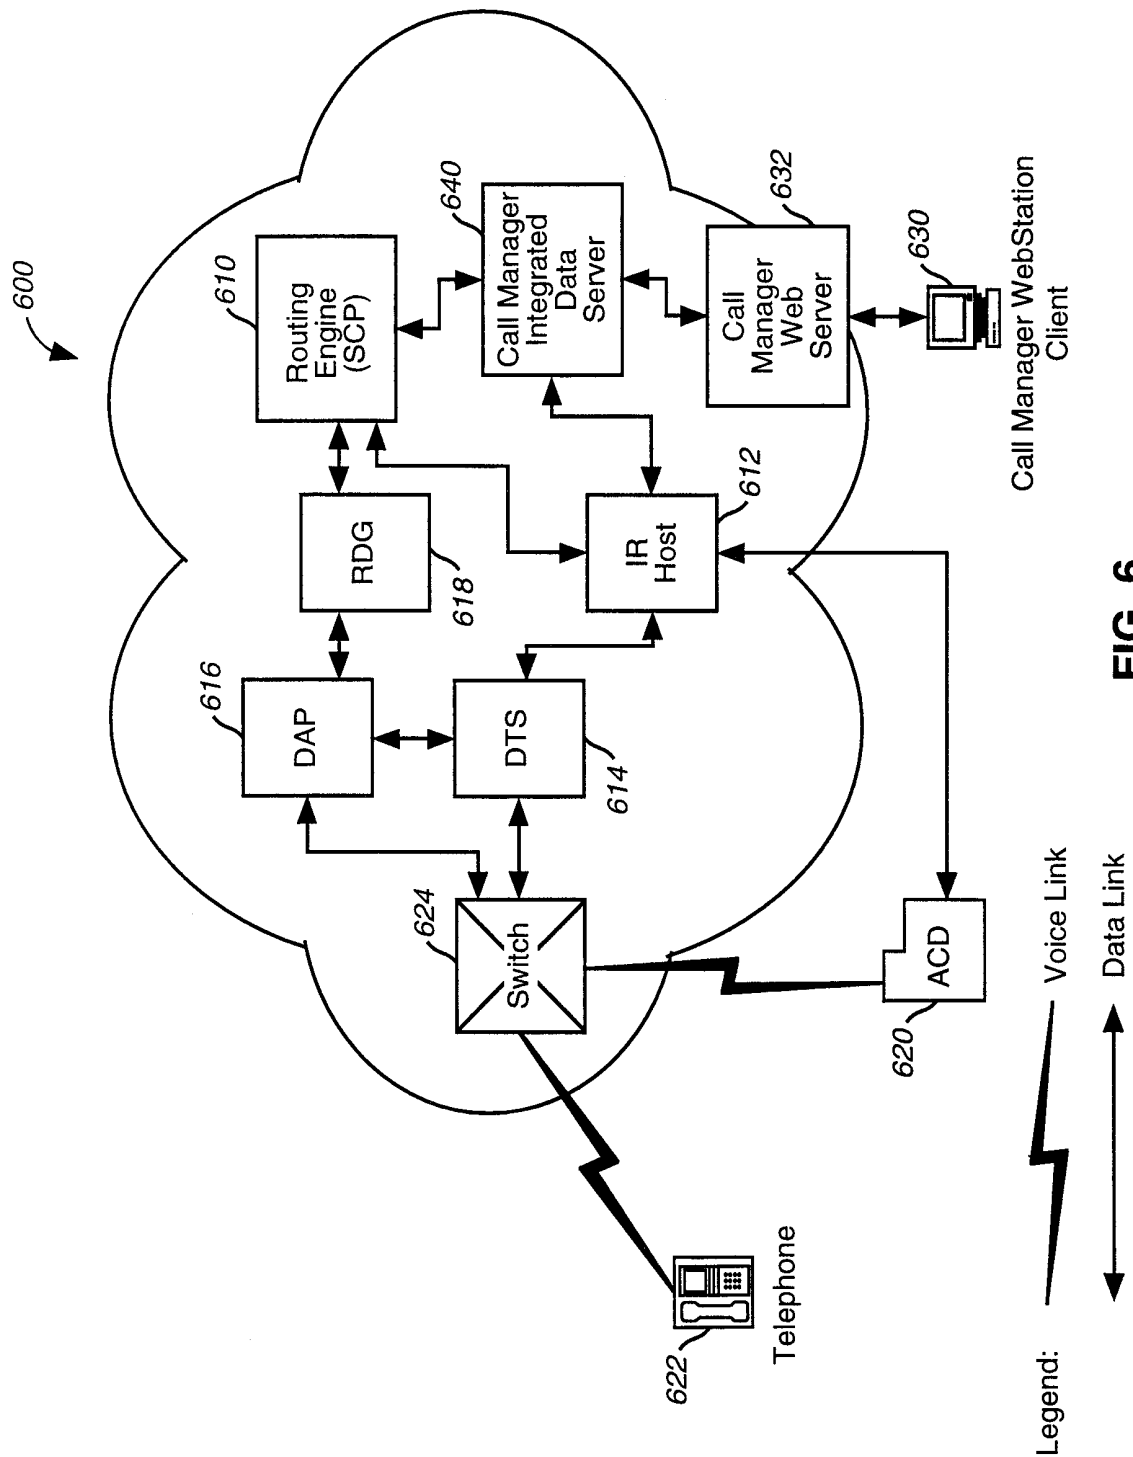 600
610
Routing
Engine
(SCP)
640
Call Manager
Integrated
Data
Server
632
Call
Manager
Web
Server
630
Call Manager WebStation
Client
RDG
618
IR
Host
612
616
DAP
DTS
614
624
Switch
ACD
620
622
Telephone
Legend:
Voice Link
Data Link
FIG. 6